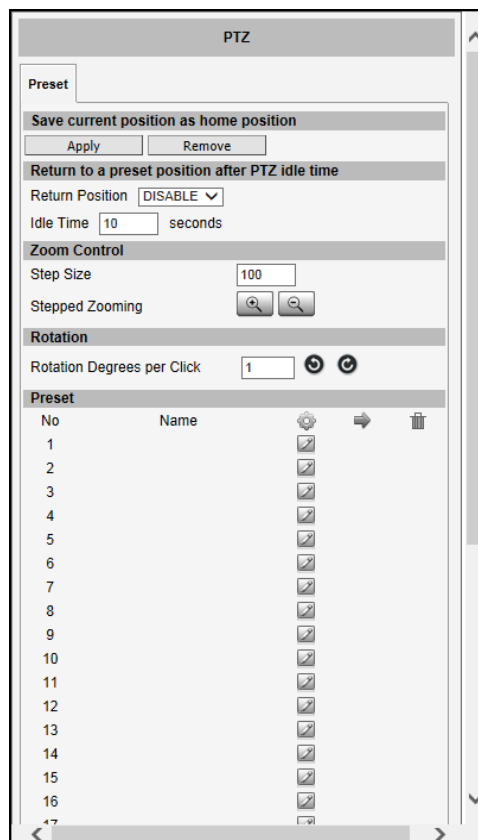 PTZ
Preset
Save current position as home position
Apply Remove
Return to a preset position after PTZ idle time
Return Position DISABLE
Idle Time 10 seconds
Zoom Control
Step Size 100
Stepped Zooming
Rotation
Rotation Degrees per Click 1
Preset
No Name
1
2
3
4
5
6
7
8
9
10
11
12
13
14
15
16
17